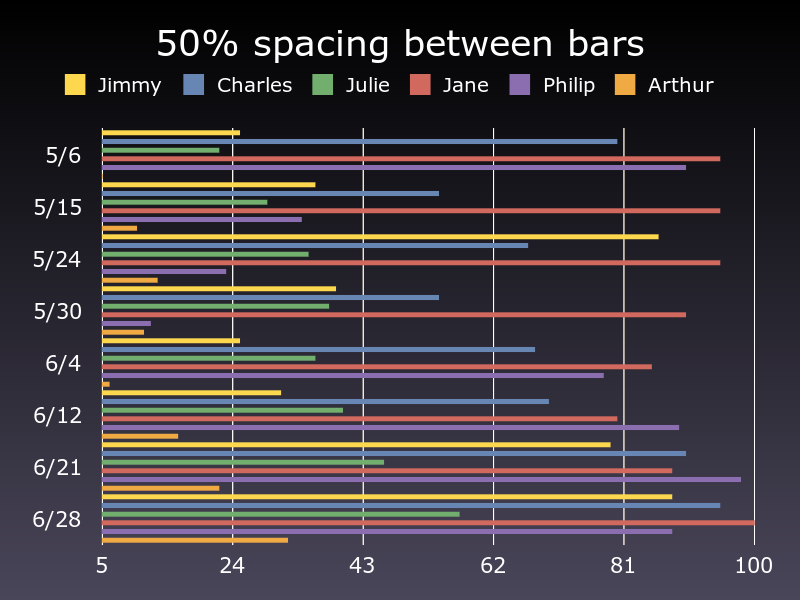 50% spacing between bars
Jimmy Charles Julie Jane Philip Arthur
5/6
5/15
5/24
5/30
6/4
6/12
6/21
6/28
5 24 43 62 81 100